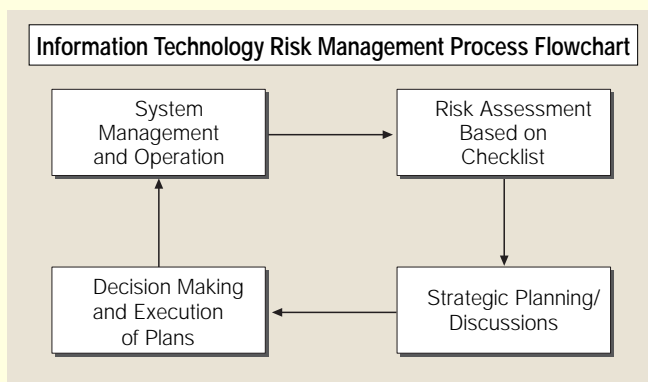 Information Technology Risk Management Process Flowchart
System
Management
and Operation
Risk Assessment
Based on
Checklist
Decision Making
and Execution
of Plans
Strategic Planning/
Discussions